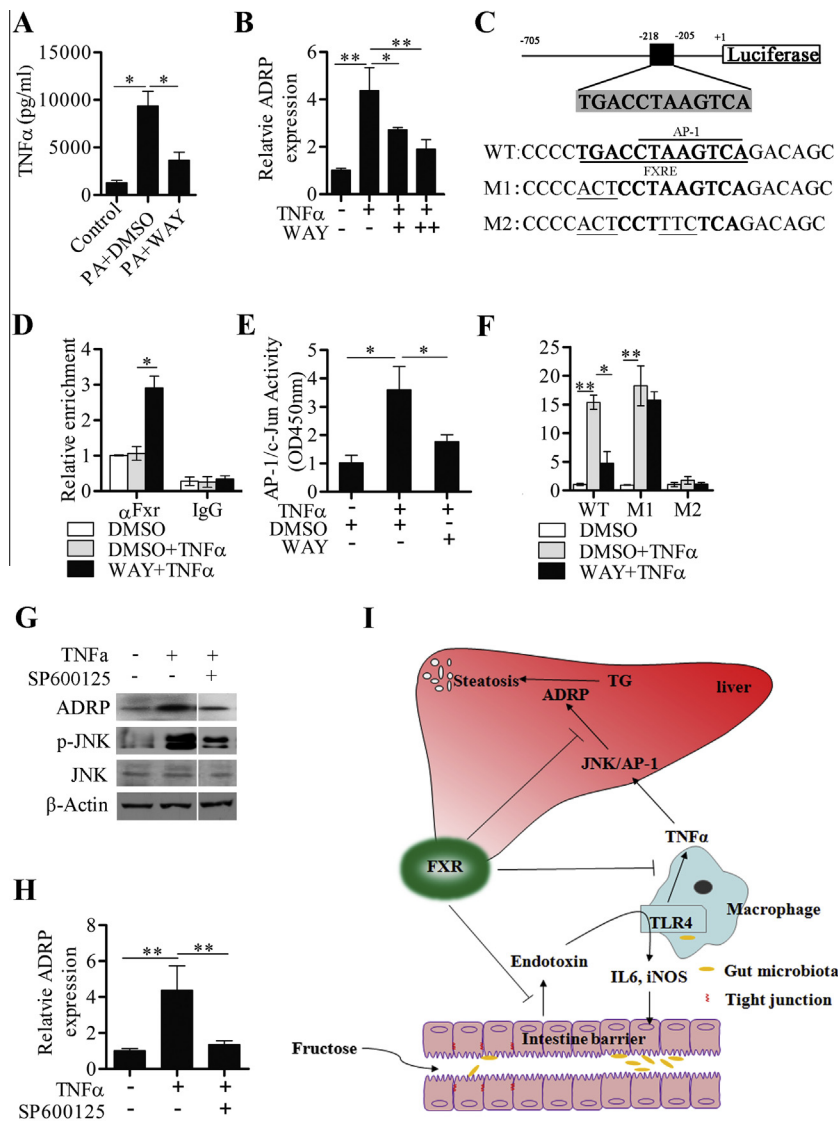 A
TNFα (pg/ml)
15000
10000
5000
0
*
*
Control
PA+DMSO
PA+WAY
B
Relatvie ADRP
expression
6
4
2
0
**
**
*
TNFα - + + +
WAY - - + ++
C
-705
-218
-205
+1
Luciferase
TGACCTAAGTCA
AP-1
WT:CCCCTGACCTAAGTCAGACAGC
FXRE
M1:CCCCACTCCTAAGTCAGACAGC
M2:CCCCACTCCTTTCTCAGACAGC
D
Relative enrichment
4
3
2
1
0
*
αFxr
IgG
DMSO
DMSO+TNFα
WAY+TNFα
E
AP-1/c-Jun Activity
(OD450nm)
5
4
3
2
1
0
*
*
TNFα - + +
DMSO + + -
WAY - - +
F
25
20
15
10
5
0
**
*
**
WT
M1
M2
DMSO
DMSO+TNFα
WAY+TNFα
G
TNFa - + +
SP600125 - - +
ADRP
p-JNK
JNK
β-Actin
H
Relatvie ADRP
expression
8
6
4
2
0
**
**
TNFα - + +
SP600125 - - +
I
Steatosis
TG
ADRP
liver
JNK/AP-1
TNFα
FXR
Macrophage
TLR4
Endotoxin
IL6, iNOS
Gut microbiota
Tight junction
Intestine barrier
Fructose